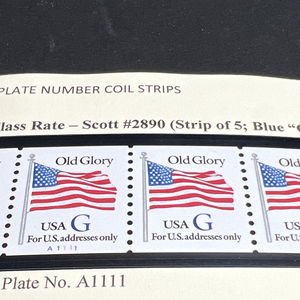 PLATE NUMBER COIL STRIPS
lass Rate – Scott #2890 (Strip of 5; Blue "
Old Glory
USA G
For U.S. addresses only
A1111
Old Glory
USA G
For U.S. addresses only
Old
USA
For U.S. add
Plate No. A1111